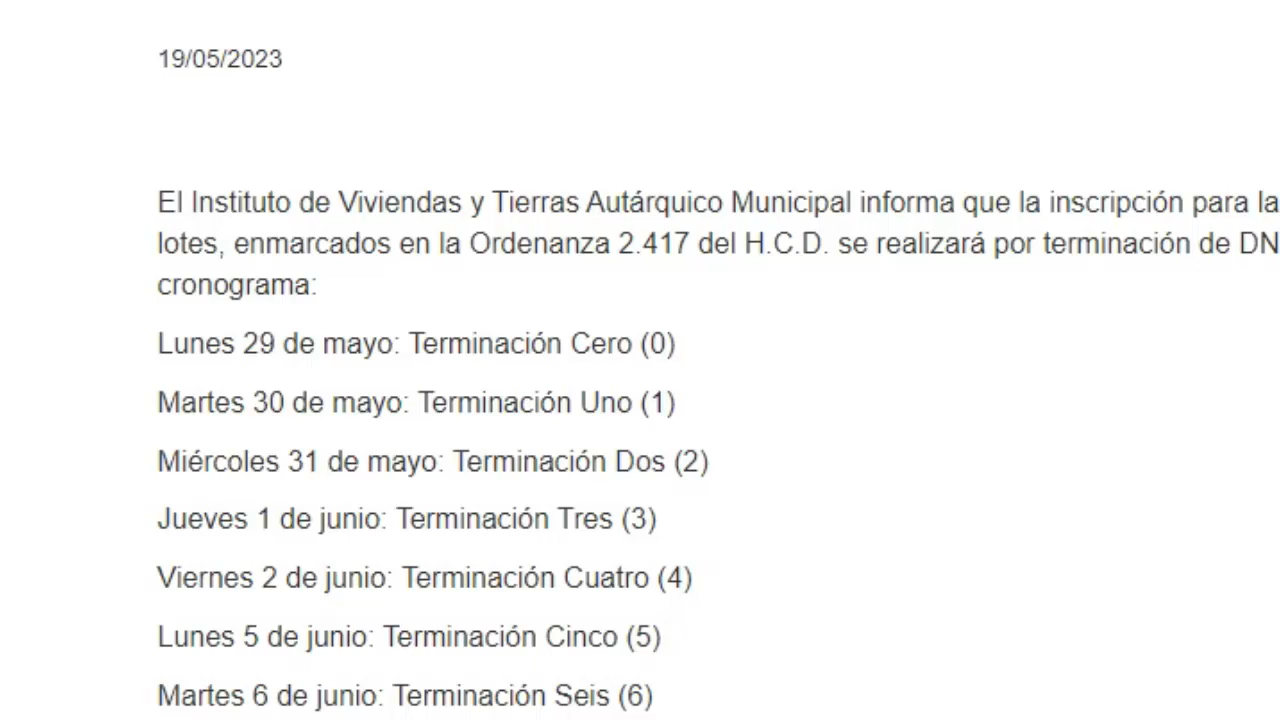 19/05/2023
El Instituto de Viviendas y Tierras Autárquico Municipal informa que la inscripción para la
lotes, enmarcados en la Ordenanza 2.417 del H.C.D. se realizará por terminación de DN
cronograma:
Lunes 29 de mayo: Terminación Cero (0)
Martes 30 de mayo: Terminación Uno (1)
Miércoles 31 de mayo: Terminación Dos (2)
Jueves 1 de junio: Terminación Tres (3)
Viernes 2 de junio: Terminación Cuatro (4)
Lunes 5 de junio: Terminación Cinco (5)
Martes 6 de junio: Terminación Seis (6)